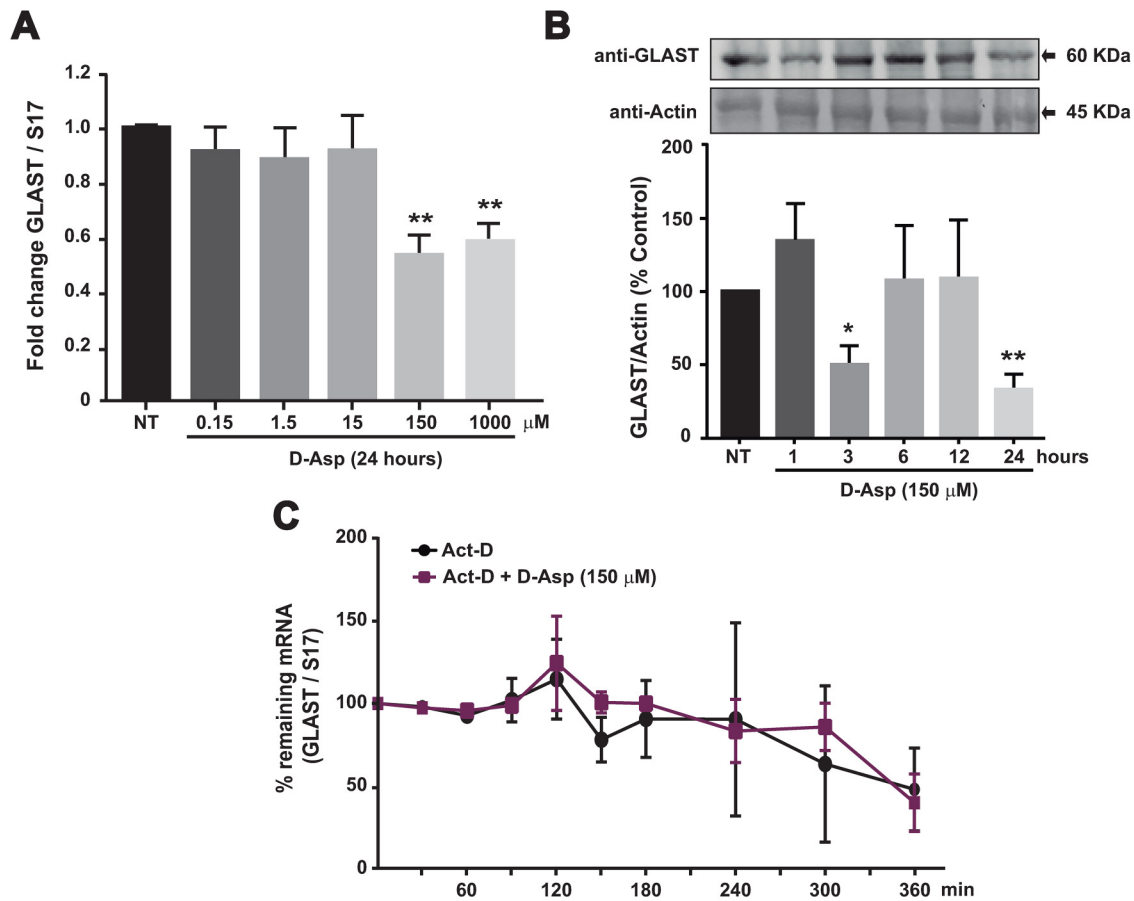 A
Fold change GLAST / S17
1.2
1.0
0.8
0.6
0.4
0.2
0
**
**
NT
0.15
1.5
15
150
1000
μM
D-Asp (24 hours)
B
anti-GLAST
60 KDa
anti-Actin
45 KDa
GLAST/Actin (% Control)
200
150
100
50
0
*
**
NT
1
3
6
12
24
hours
D-Asp (150 μM)
C
% remaining mRNA
(GLAST / S17)
200
150
100
50
0
Act-D
Act-D + D-Asp (150 μM)
60
120
180
240
300
360
min